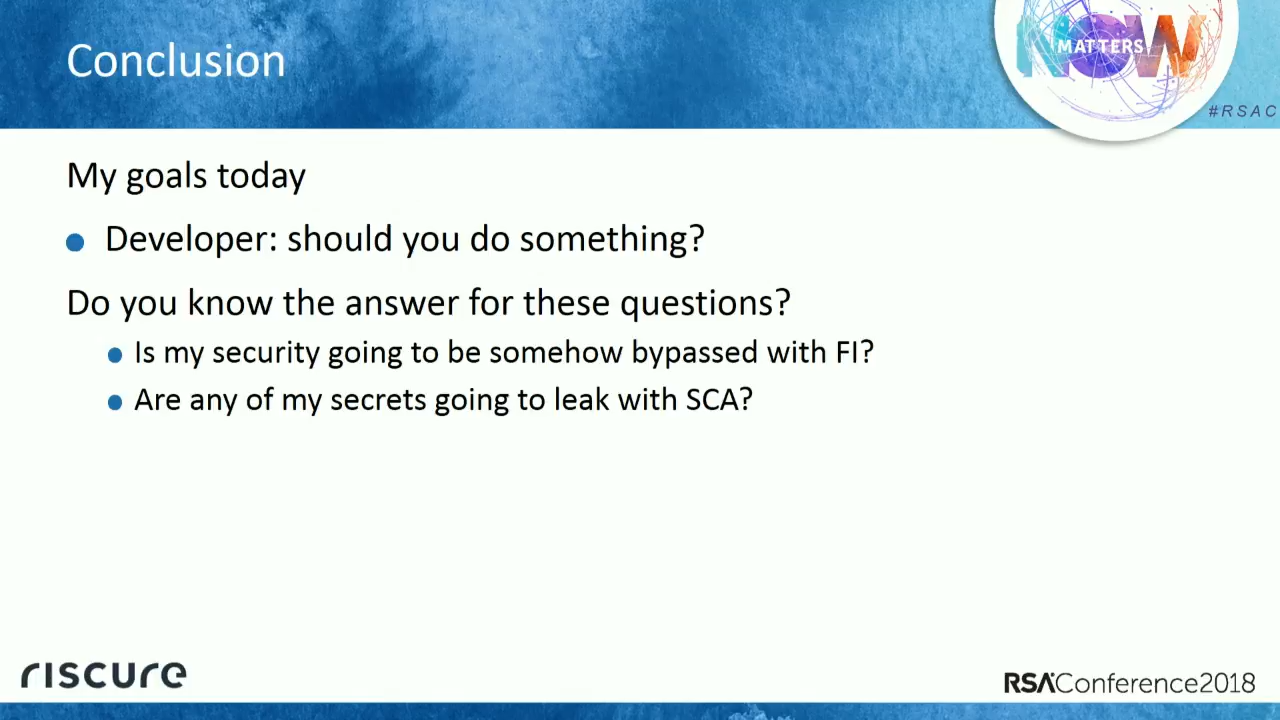 Conclusion
NOW
MATTERS
#RSAC
My goals today
Developer: should you do something?
Do you know the answer for these questions?
Is my security going to be somehow bypassed with FI?
Are any of my secrets going to leak with SCA?
riscure
RSAConference2018